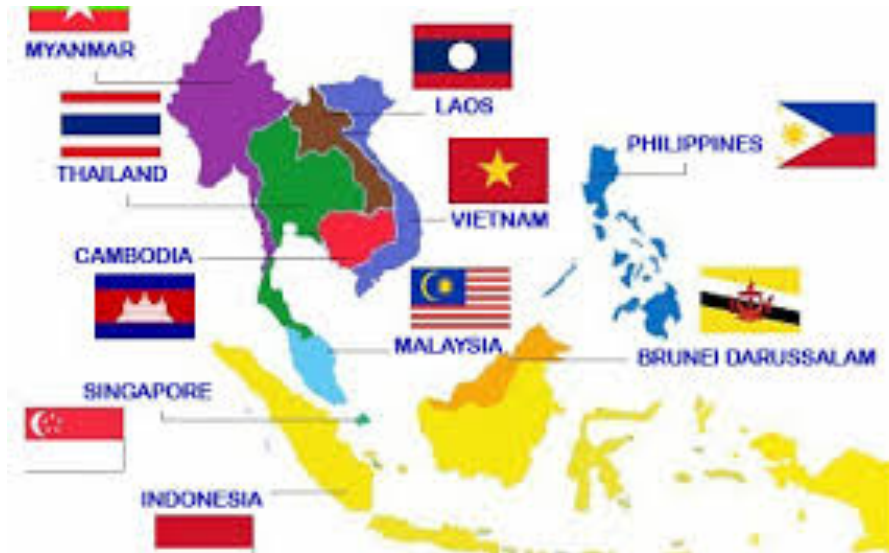 MYANMAR
LAOS
THAILAND
PHILIPPINES
VIETNAM
CAMBODIA
MALAYSIA
BRUNEI DARUSSALAM
SINGAPORE
INDONESIA